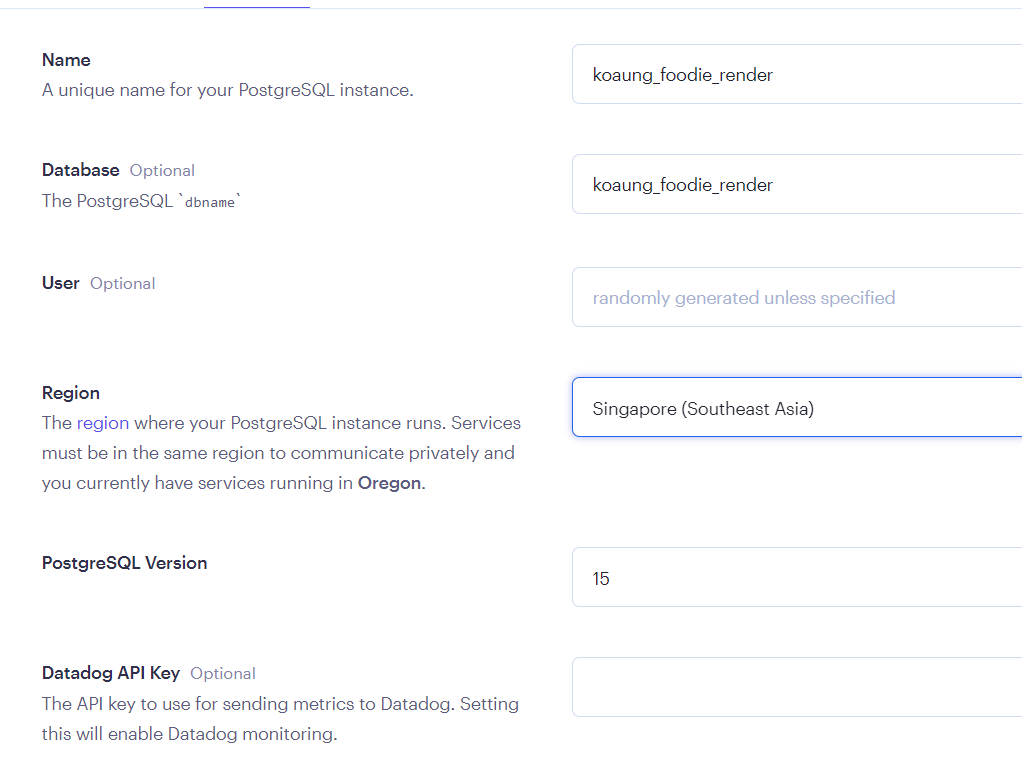 Name
A unique name for your PostgreSQL instance.
koaung_foodie_render
Database Optional
The PostgreSQL `dbname`
koaung_foodie_render
User Optional
randomly generated unless specified
Region
The region where your PostgreSQL instance runs. Services
must be in the same region to communicate privately and
you currently have services running in Oregon.
Singapore (Southeast Asia)
PostgreSQL Version
15
Datadog API Key Optional
The API key to use for sending metrics to Datadog. Setting
this will enable Datadog monitoring.